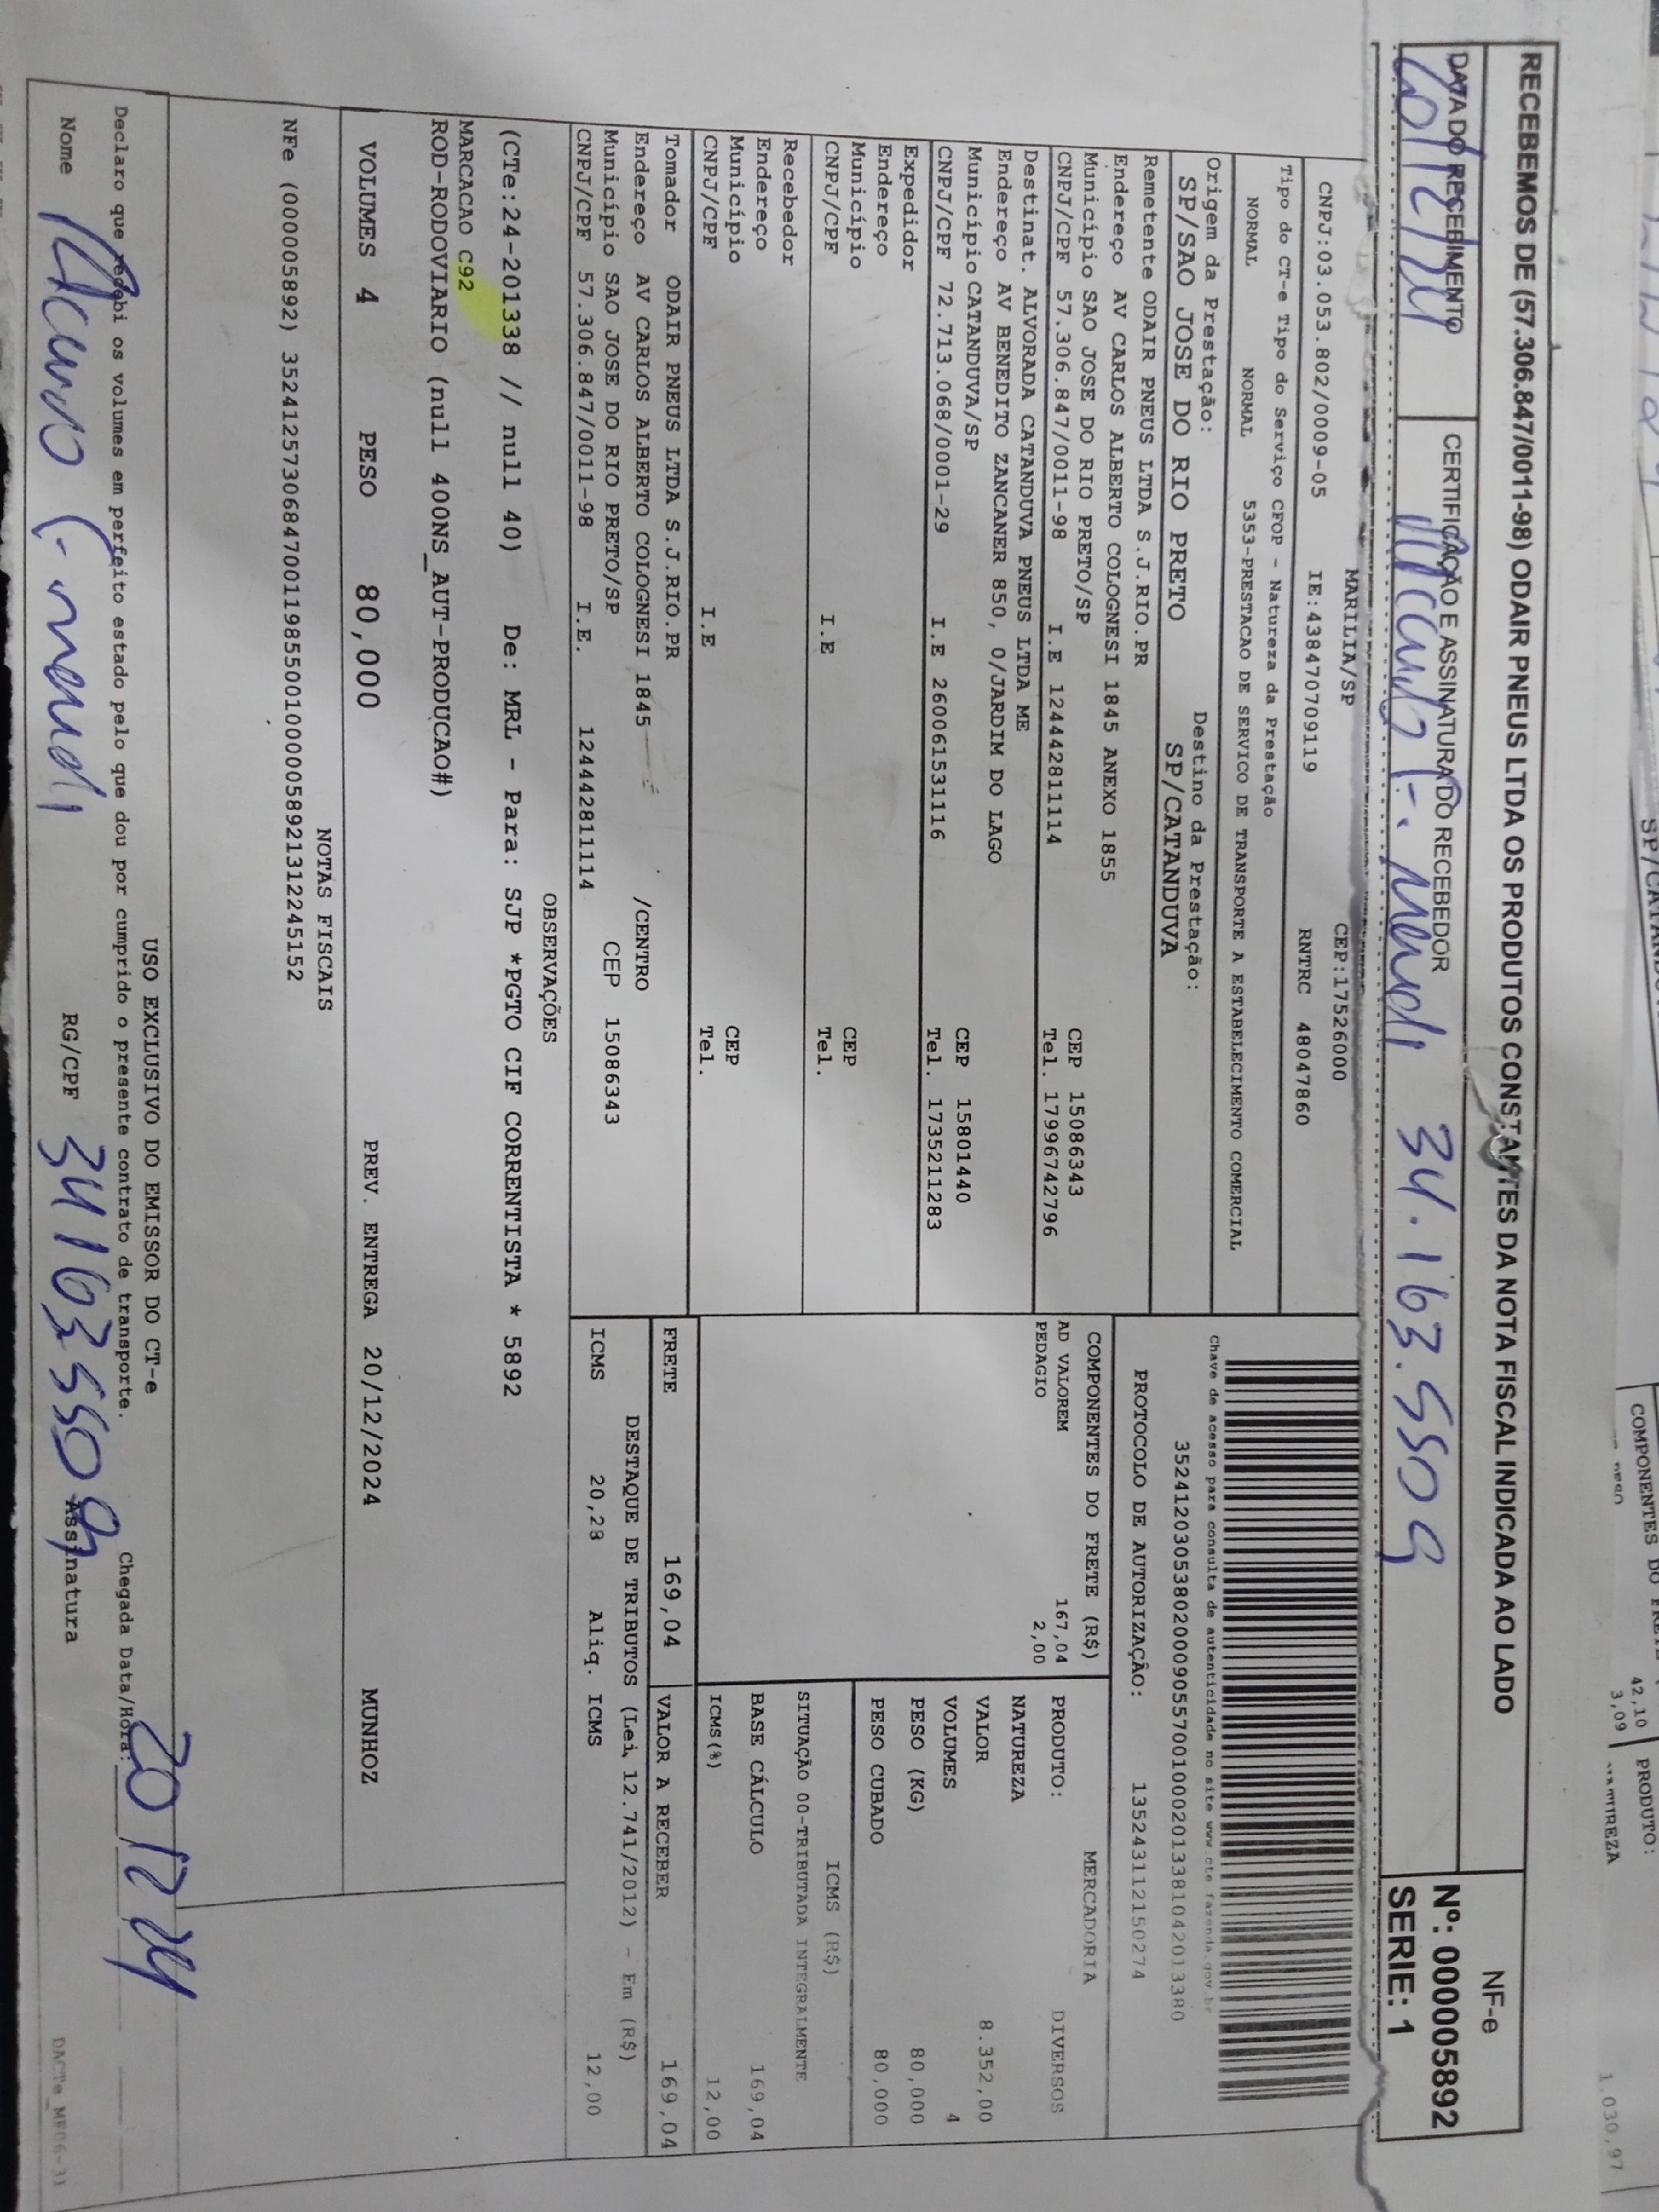 RECEBEMOS DE (57.306.847/0011-98) ODAIR PNEUS LTDA OS PRODUTOS CONSTANTES DA NOTA FISCAL INDICADA AO LADO
NF-e
Nº: 000005892
SERIE: 1
DATA DO RECEBIMENTO
CERTIFICAÇÃO E ASSINATURA DO RECEBEDOR
34.163.550 9
MARILIA/SP CEP:17526000
CNPJ:03.053.802/0009-05 IE:438470709119 RNTRC 48047860
Tipo do CT-e Tipo do Serviço CFOP - Natureza da Prestação
NORMAL NORMAL 5353-PRESTACAO DE SERVICO DE TRANSPORTE A ESTABELECIMENTO COMERCIAL
Origem da Prestação: Destino da Prestação:
SP/SAO JOSE DO RIO PRETO SP/CATANDUVA
Remetente ODAIR PNEUS LTDA S.J.RIO.PR
Endereço AV CARLOS ALBERTO COLOGNESI 1845 ANEXO 1855
Município SAO JOSE DO RIO PRETO/SP CEP 15086343
CNPJ/CPF 57.306.847/0011-98 I.E 124442811114 Tel. 17996742796
Destinat. ALVORADA CATANDUVA PNEUS LTDA ME
Endereço AV BENEDITO ZANCANER 850, 0/JARDIM DO LAGO
Município CATANDUVA/SP CEP 15801440
CNPJ/CPF 72.713.068/0001-29 I.E 260061531116 Tel. 1735211283
Expedidor
Endereço
Município CEP
CNPJ/CPF I.E Tel.
Recebedor
Endereço
Município CEP
CNPJ/CPF I.E Tel.
Tomador ODAIR PNEUS LTDA S.J.RIO.PR
Endereço AV CARLOS ALBERTO COLOGNESI 1845 /CENTRO
Município SAO JOSE DO RIO PRETO/SP CEP 15086343
CNPJ/CPF 57.306.847/0011-98 I.E. 124442811114
Chave de acesso para consulta de autenticidade no site www.cte.fazenda.gov.br
35241203053802000905570010002013381042013380
PROTOCOLO DE AUTORIZAÇÃO: 135243112150274
COMPONENTES DO FRETE (R$)
AD VALOREM 167,04
PEDAGIO 2,00
MERCADORIA
PRODUTO: DIVERSOS
NATUREZA
VALOR 8.352,00
VOLUMES 4
PESO (KG) 80,000
PESO CUBADO 80,000
ICMS (R$)
SITUAÇÃO 00-TRIBUTADA INTEGRALMENTE
BASE CÁLCULO 169,04
ICMS(%) 12,00
FRETE 169,04
VALOR A RECEBER 169,04
DESTAQUE DE TRIBUTOS (Lei 12.741/2012) - Em (R$)
ICMS 20,28 Aliq. ICMS 12,00
OBSERVAÇÕES
(CTe:24-201338 // null 40) De: MRL - Para: SJP *PGTO CIF CORRENTISTA * 5892
MARCACAO C92
ROD-RODOVIARIO (null 400NS_AUT-PRODUCAO#)
VOLUMES 4 PESO 80,000 PREV. ENTREGA 20/12/2024 MUNHOZ
NOTAS FISCAIS
NFe (000005892) 35241257306847001198550010000058921312245152
USO EXCLUSIVO DO EMISSOR DO CT-e
Declaro que recebi os volumes em perfeito estado pelo que dou por cumprido o presente contrato de transporte. Chegada Data/Hora: 20 12 24
Nome RG/CPF 34 163 550 9 Assinatura
DACTe_MF06-31
SP/CATAND
COMPONENTES DO
42,10
3,09
PRODUTO:
1.030,97